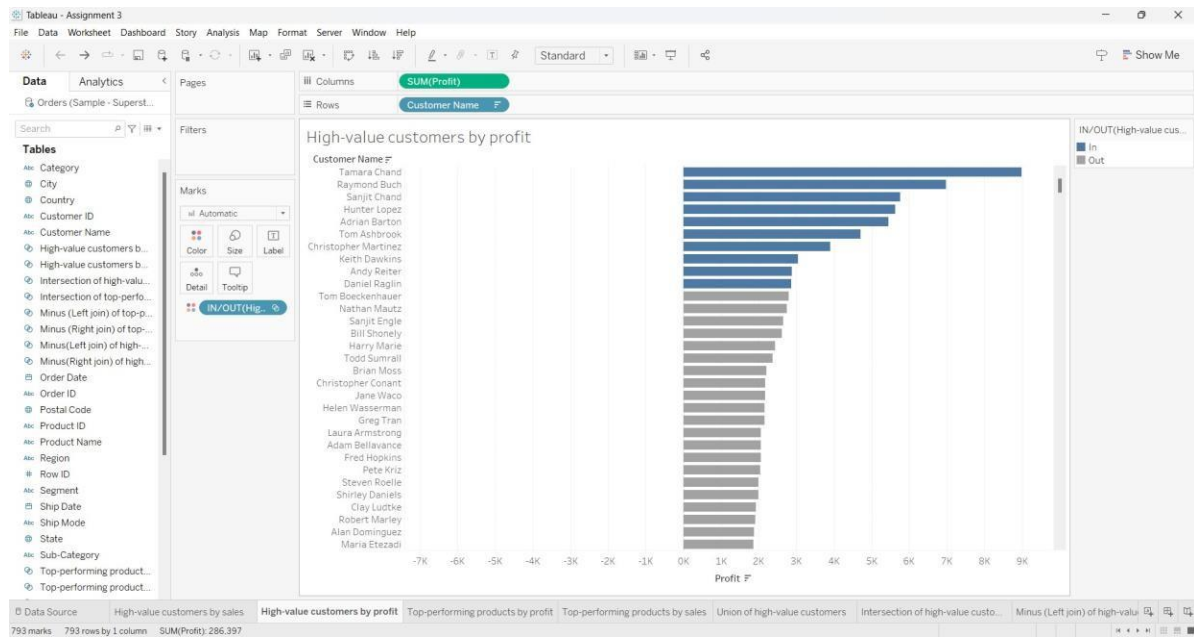 Tableau - Assignment 3
File Data Worksheet Dashboard Story Analysis Map Format Server Window Help
Standard
Show Me
Data Analytics
Orders (Sample - Superst...
Search
Tables
Abc Category
City
Country
Abc Customer ID
Abc Customer Name
High-value customers b...
High-value customers b...
Intersection of high-valu...
Intersection of top-perfo...
Minus (Left join) of top-p...
Minus (Right join) of top-...
Minus(Left join) of high-...
Minus(Right join) of high...
Order Date
Abc Order ID
Postal Code
Abc Product ID
Abc Product Name
Abc Region
# Row ID
Abc Segment
Ship Date
Abc Ship Mode
State
Abc Sub-Category
Top-performing product...
Top-performing product...
Pages
Filters
Marks
Automatic
Color Size Label
Detail Tooltip
IN/OUT(Hig..
Columns SUM(Profit)
Rows Customer Name
High-value customers by profit
Customer Name
Tamara Chand
Raymond Buch
Sanjit Chand
Hunter Lopez
Adrian Barton
Tom Ashbrook
Christopher Martinez
Keith Dawkins
Andy Reiter
Daniel Raglin
Tom Boeckenhauer
Nathan Mautz
Sanjit Engle
Bill Shonely
Harry Marie
Todd Sumrall
Brian Moss
Christopher Conant
Jane Waco
Helen Wasserman
Greg Tran
Laura Armstrong
Adam Bellavance
Fred Hopkins
Pete Kriz
Steven Roelle
Shirley Daniels
Clay Ludtke
Robert Marley
Alan Dominguez
Maria Etezadi
-7K -6K -5K -4K -3K -2K -1K 0K 1K 2K 3K 4K 5K 6K 7K 8K 9K
Profit
IN/OUT(High-value cus...
In
Out
Data Source High-value customers by sales High-value customers by profit Top-performing products by profit Top-performing products by sales Union of high-value customers Intersection of high-value custo... Minus (Left join) of high-valu
793 marks 793 rows by 1 column SUM(Profit): 286,397